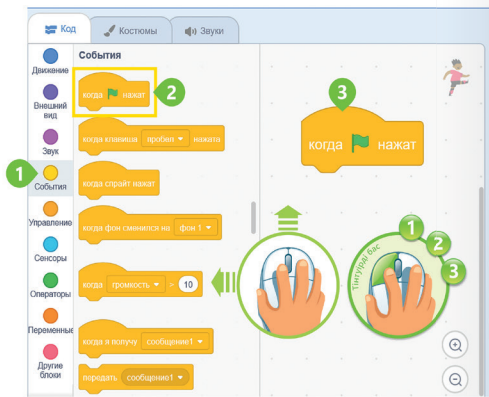 Код
Костюмы
Звуки
События
Движение
Внешний
вид
Звук
События
Управление
Сенсоры
Операторы
Переменные
Другие
блоки
1
когда нажат
2
когда клавиша пробел нажата
когда спрайт нажат
когда фон сменится на фон 1
когда громкость > 10
когда я получу сообщение1
передать сообщение1
3
когда нажат
Тінтуірді бас
1
2
3